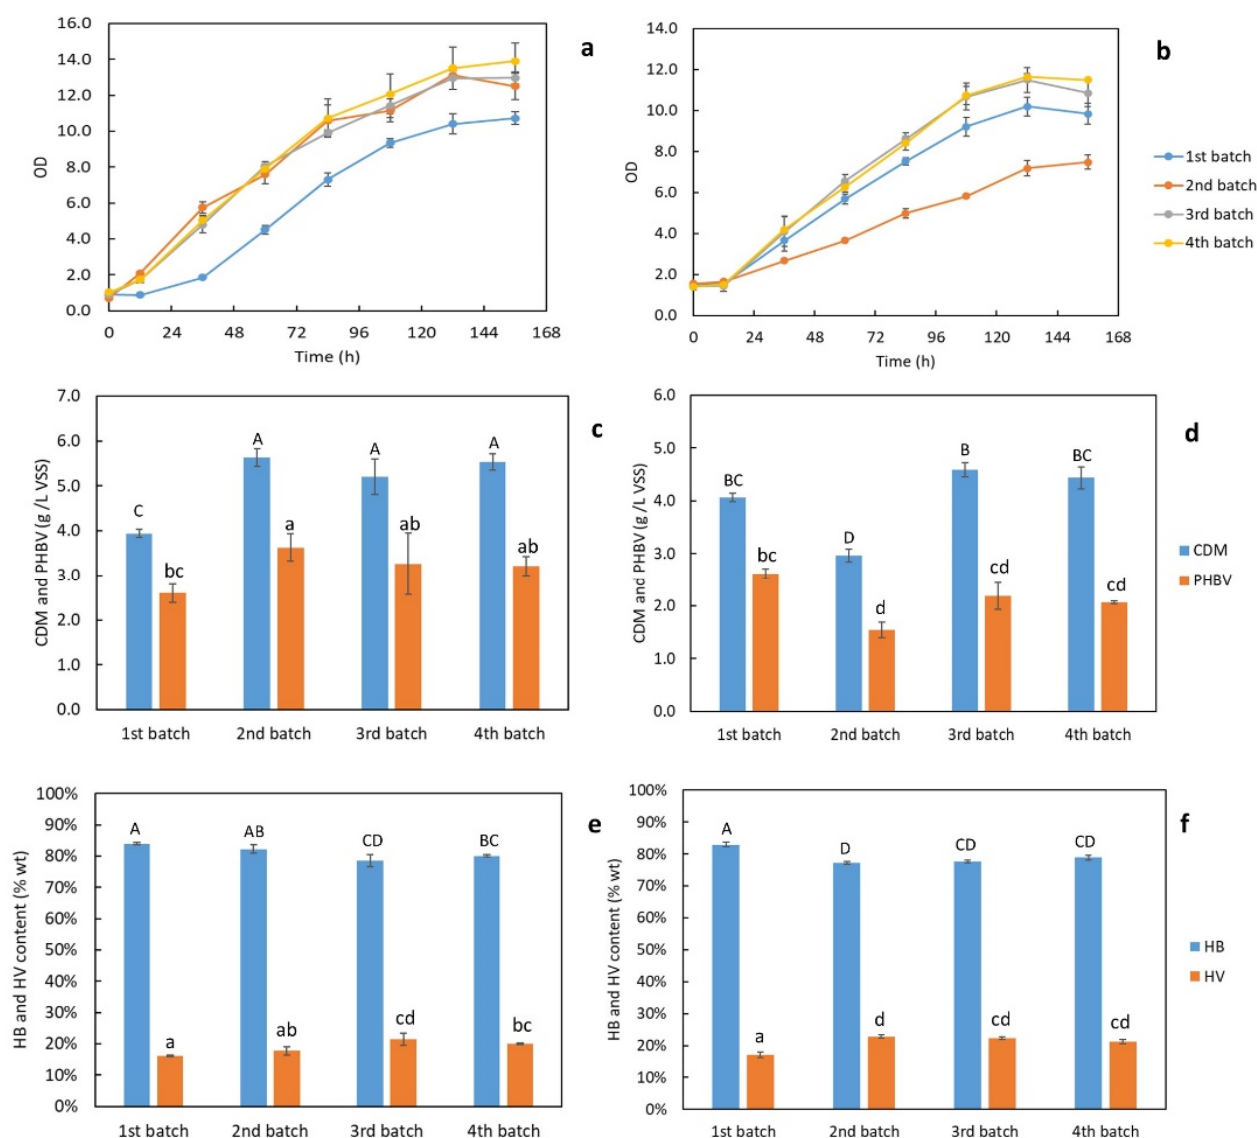 a
16.0
14.0
12.0
10.0
8.0
6.0
4.0
2.0
0.0
OD
0 24 48 72 96 120 144 168
Time (h)
b
14.0
12.0
10.0
8.0
6.0
4.0
2.0
0.0
OD
0 24 48 72 96 120 144 168
Time (h)
1st batch
2nd batch
3rd batch
4th batch
c
7.0
6.0
5.0
4.0
3.0
2.0
1.0
0.0
CDM and PHBV (g /L VSS)
C A A A
bc a ab ab
1st batch 2nd batch 3rd batch 4th batch
d
6.0
5.0
4.0
3.0
2.0
1.0
0.0
CDM and PHBV (g /L VSS)
BC D B BC
bc d cd cd
1st batch 2nd batch 3rd batch 4th batch
CDM
PHBV
e
100%
90%
80%
70%
60%
50%
40%
30%
20%
10%
0%
HB and HV content (% wt)
A AB CD BC
a ab cd bc
1st batch 2nd batch 3rd batch 4th batch
f
100%
90%
80%
70%
60%
50%
40%
30%
20%
10%
0%
HB and HV content (% wt)
A D CD CD
a d cd cd
1st batch 2nd batch 3rd batch 4th batch
HB
HV